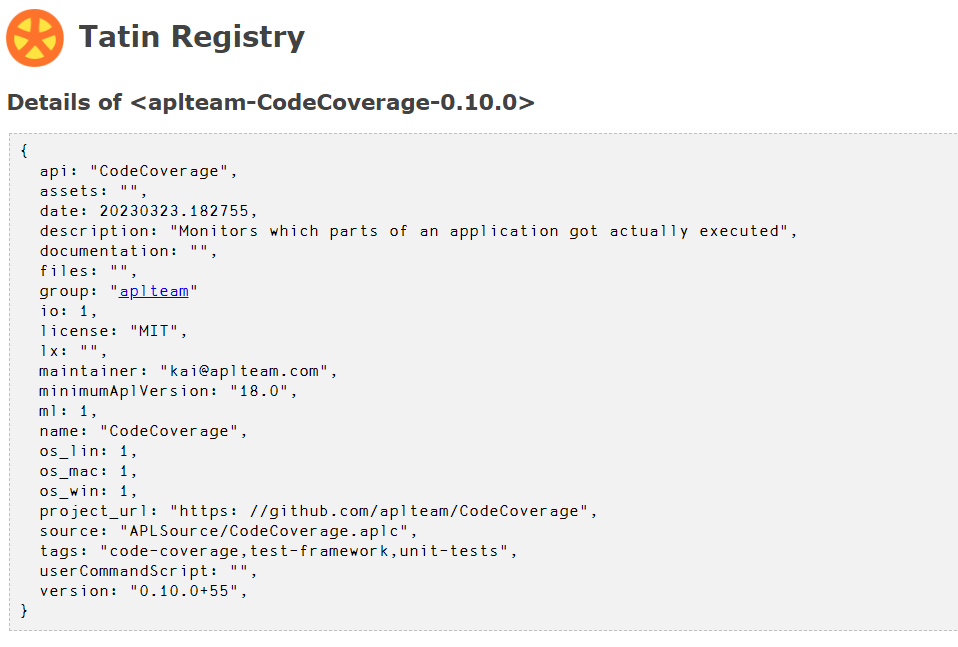 Tatin Registry
Details of <aplteam-CodeCoverage-0.10.0>
{
  api: "CodeCoverage",
  assets: "",
  date: 20230323.182755,
  description: "Monitors which parts of an application got actually executed",
  documentation: "",
  files: "",
  group: "aplteam"
  io: 1,
  license: "MIT",
  lx: "",
  maintainer: "kai@aplteam.com",
  minimumAplVersion: "18.0",
  ml: 1,
  name: "CodeCoverage",
  os_lin: 1,
  os_mac: 1,
  os_win: 1,
  project_url: "https: //github.com/aplteam/CodeCoverage",
  source: "APLSource/CodeCoverage.aplc",
  tags: "code-coverage,test-framework,unit-tests",
  userCommandScript: "",
  version: "0.10.0+55",
}